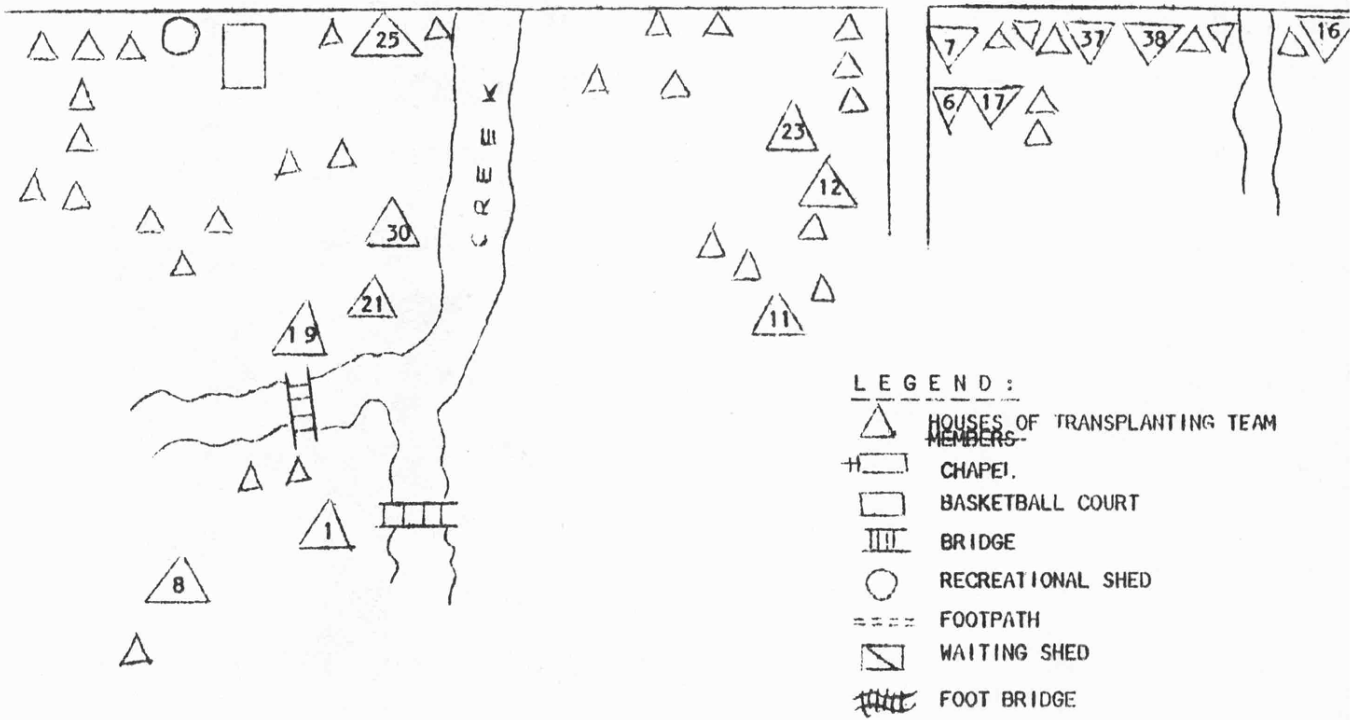 25
7
37
38
16
6
17
23
12
CREEK
30
21
19
11
1
8
LEGEND:
HOUSES OF TRANSPLANTING TEAM
MEMBERS
CHAPEL
BASKETBALL COURT
BRIDGE
RECREATIONAL SHED
FOOTPATH
WAITING SHED
FOOT BRIDGE